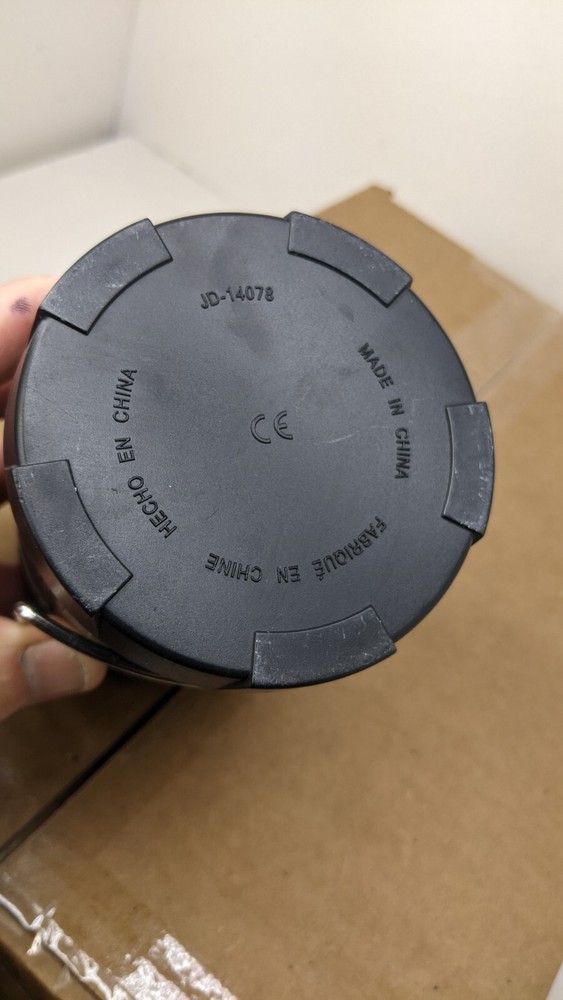 JD-14078
MADE IN CHINA
FABRIQUÉ EN CHINE
HECHO EN CHINA
CE